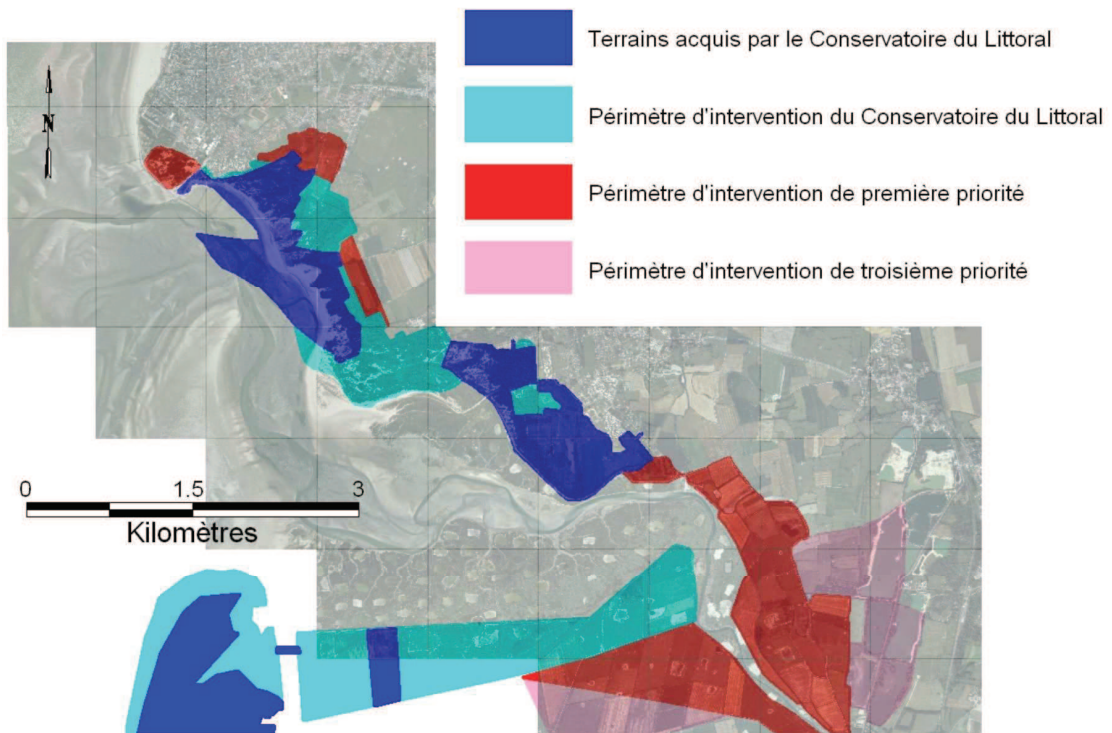 Terrains acquis par le Conservatoire du Littoral
Périmètre d'intervention du Conservatoire du Littoral
N
Périmètre d'intervention de première priorité
Périmètre d'intervention de troisième priorité
0 1.5 3
Kilomètres